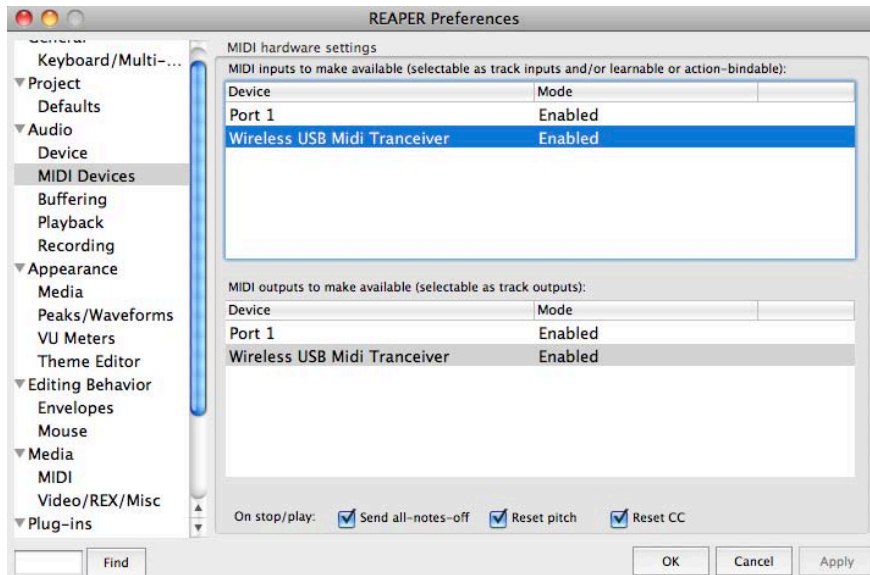 REAPER Preferences
Keyboard/Multi-...
Project
Defaults
Audio
Device
MIDI Devices
Buffering
Playback
Recording
Appearance
Media
Peaks/Waveforms
VU Meters
Theme Editor
Editing Behavior
Envelopes
Mouse
Media
MIDI
Video/REX/Misc
Plug-ins
Find
MIDI hardware settings
MIDI inputs to make available (selectable as track inputs and/or learnable or action-bindable):
Device Mode
Port 1 Enabled
Wireless USB Midi Tranceiver Enabled
MIDI outputs to make available (selectable as track outputs):
Device Mode
Port 1 Enabled
Wireless USB Midi Tranceiver Enabled
On stop/play: Send all-notes-off Reset pitch Reset CC
OK Cancel Apply